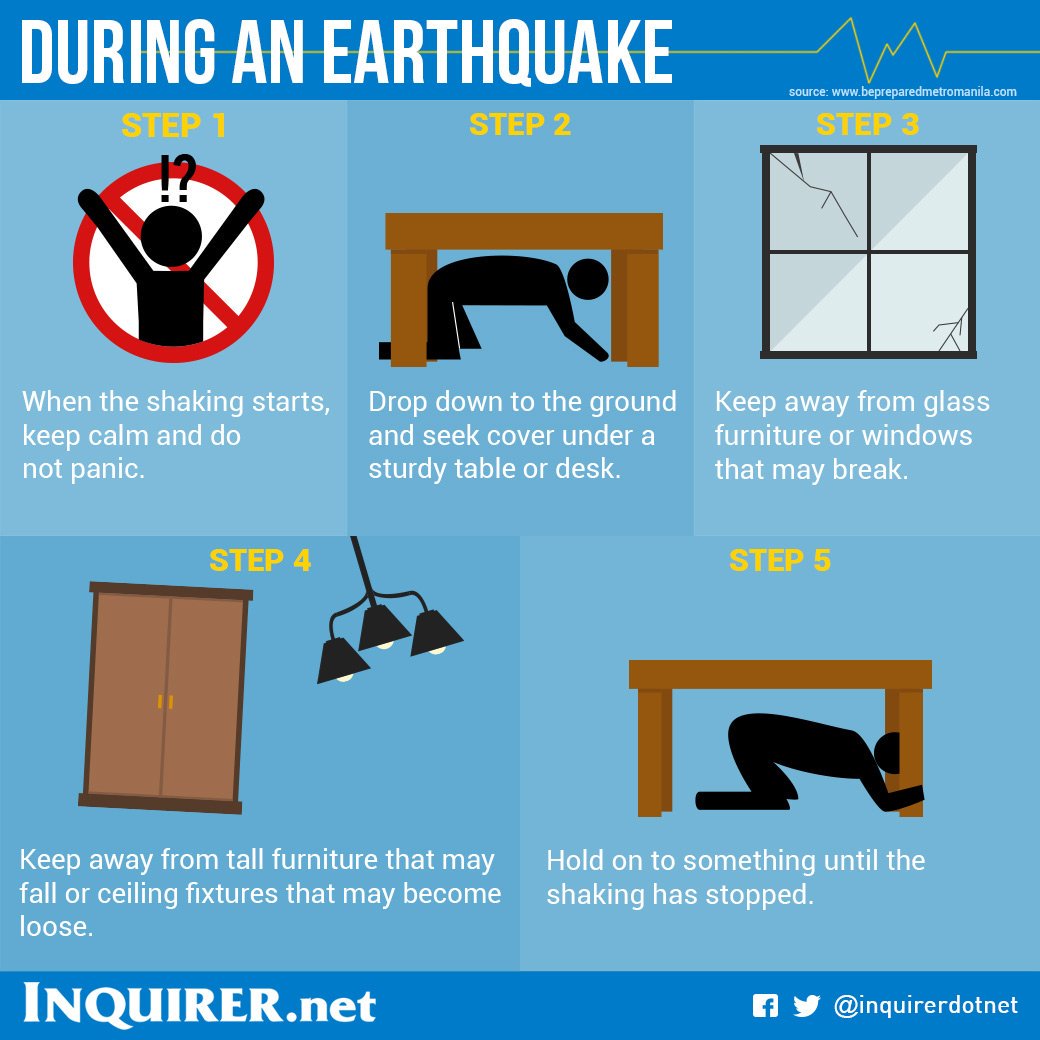 DURING AN EARTHQUAKE
source: www.bepreparedmetromanila.com
STEP 1
!?
When the shaking starts,
keep calm and do
not panic.
STEP 2
Drop down to the ground
and seek cover under a
sturdy table or desk.
STEP 3
Keep away from glass
furniture or windows
that may break.
STEP 4
Keep away from tall furniture that may
fall or ceiling fixtures that may become
loose.
STEP 5
Hold on to something until the
shaking has stopped.
INQUIRER.net
@inquirerdotnet